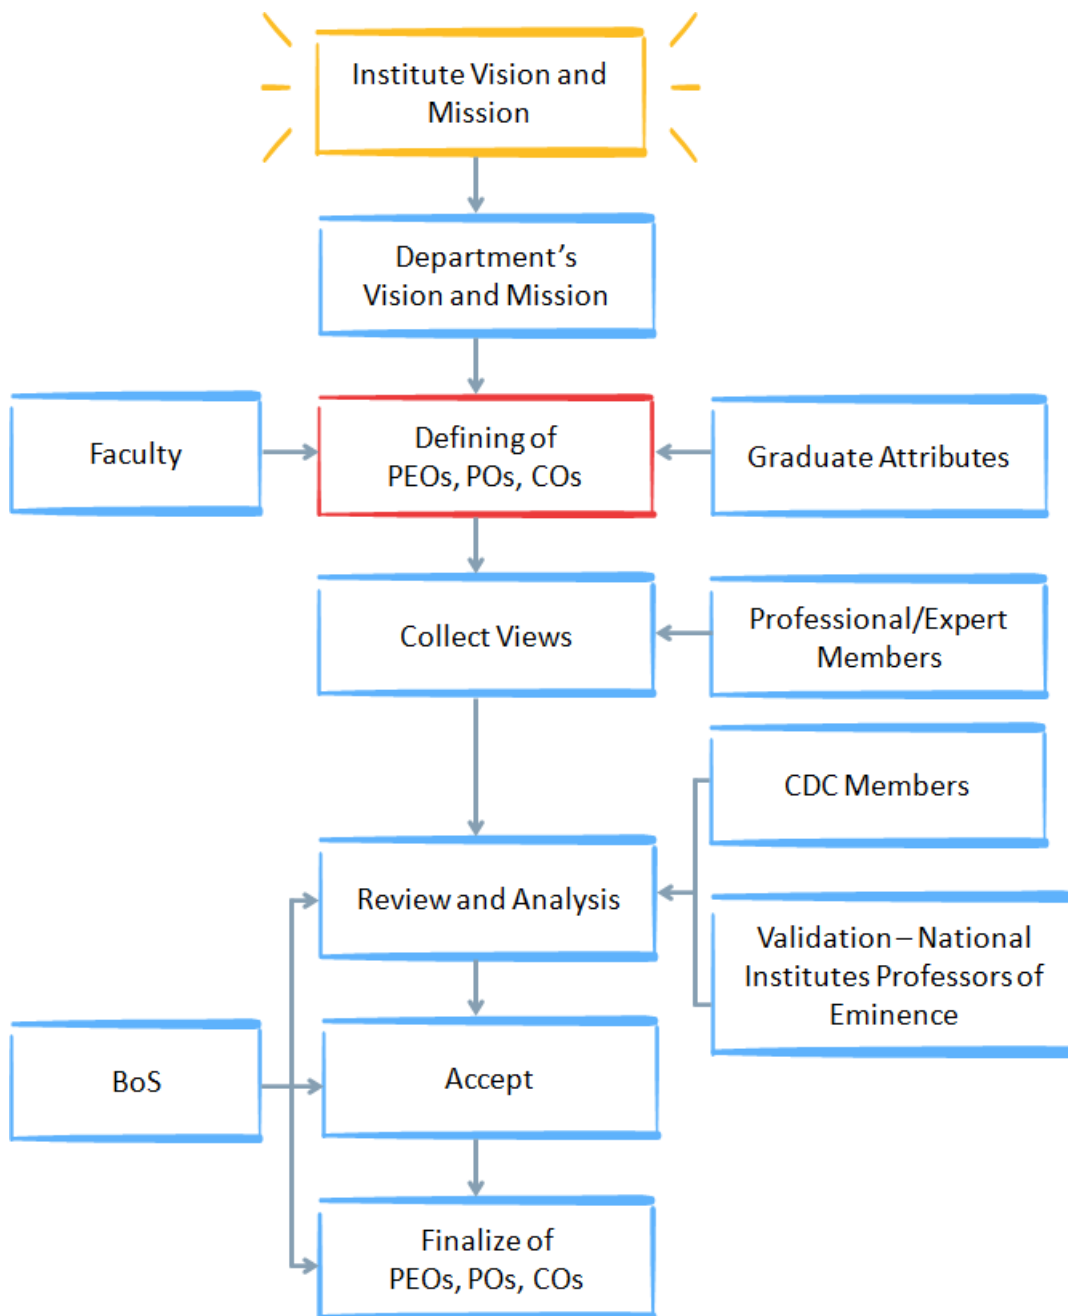 Institute Vision and
Mission
Department’s
Vision and Mission
Faculty
Defining of
PEOs, POs, COs
Graduate Attributes
Collect Views
Professional/Expert
Members
CDC Members
Review and Analysis
Validation – National
Institutes Professors of
Eminence
BoS
Accept
Finalize of
PEOs, POs, COs